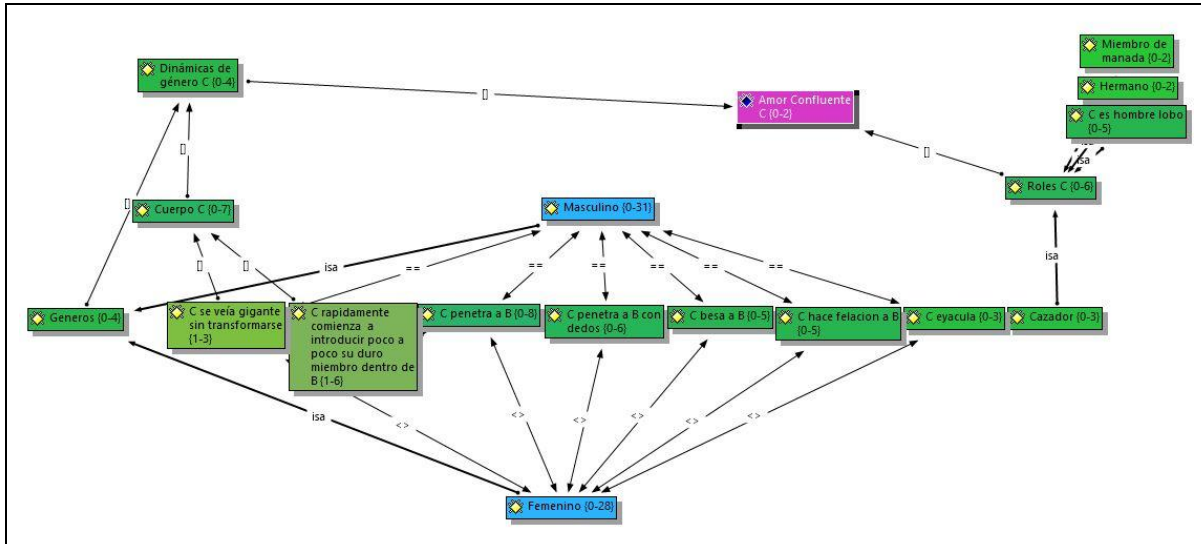 Miembro de
manada {0-2}
Dinámicas de
género C {0-4}
Hermano {0-2}
[]
Amor Confluente
C {0-2}
C es hombre lobo
{0-5}
[]
[]
isa
isa
Roles C {0-6}
[]
Cuerpo C {0-7}
Masculino {0-31}
isa
[]
[]
==
==
==
==
==
==
isa
Generos {0-4}
C se veía gigante
sin transformarse
{1-3}
C rapidamente
comienza a
introducir poco a
poco su duro
miembro dentro de
B {1-6}
C penetra a B {0-8}
C penetra a B con
dedos {0-6}
C besa a B {0-5}
C hace felacion a B
{0-5}
C eyacula {0-3}
Cazador {0-3}
isa
<>
<>
<>
<>
<>
<>
Femenino {0-28}